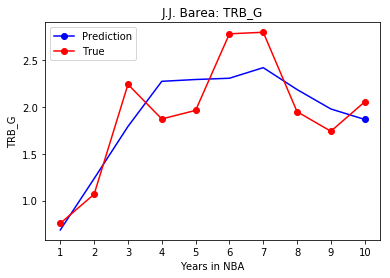 J.J. Barea: TRB_G
Prediction
True
2.5
2.0
1.5
1.0
TRB_G
1 2 3 4 5 6 7 8 9 10
Years in NBA